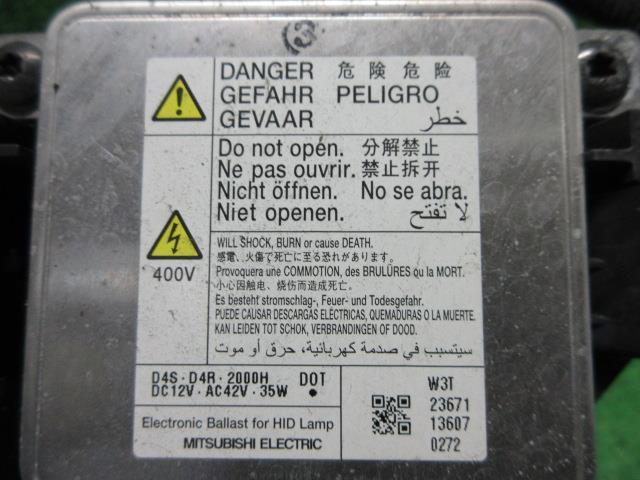 DANGER 危険 危险
GEFAHR PELIGRO
GEVAAR خطر
Do not open. 分解禁止
Ne pas ouvrir. 禁止拆开
Nicht öffnen. No se abra.
Niet openen. لا تفتح
400V
WILL SHOCK, BURN or cause DEATH.
感電、火傷で死亡に至る恐れがあります。
Provoquera une COMMOTION, des BRULÛRES ou la MORT.
小心因触电、烧伤而造成死亡。
Es besteht stromschlag-, Feuer- und Todesgefahr.
PUEDE CAUSAR DESCARGAS ELÉCTRICAS, QUEMADURAS O LA MUERTE.
KAN LEIDEN TOT SCHOK, VERBRANDINGEN OF DOOD.
سيتسبب في صدمة كهربائية، حرق أو موت
D4S・D4R・2000H DOT
DC12V・AC42V・35W ●
Electronic Ballast for HID Lamp
MITSUBISHI ELECTRIC
W3T
23671
13607
0272